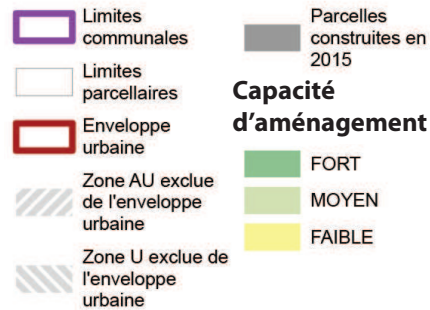 Limites
communales
Limites
parcellaires
Enveloppe
urbaine
Zone AU exclue
de l'enveloppe
urbaine
Zone U exclue de
l'enveloppe
urbaine
Parcelles
construites en
2015
Capacité
d’aménagement
FORT
MOYEN
FAIBLE